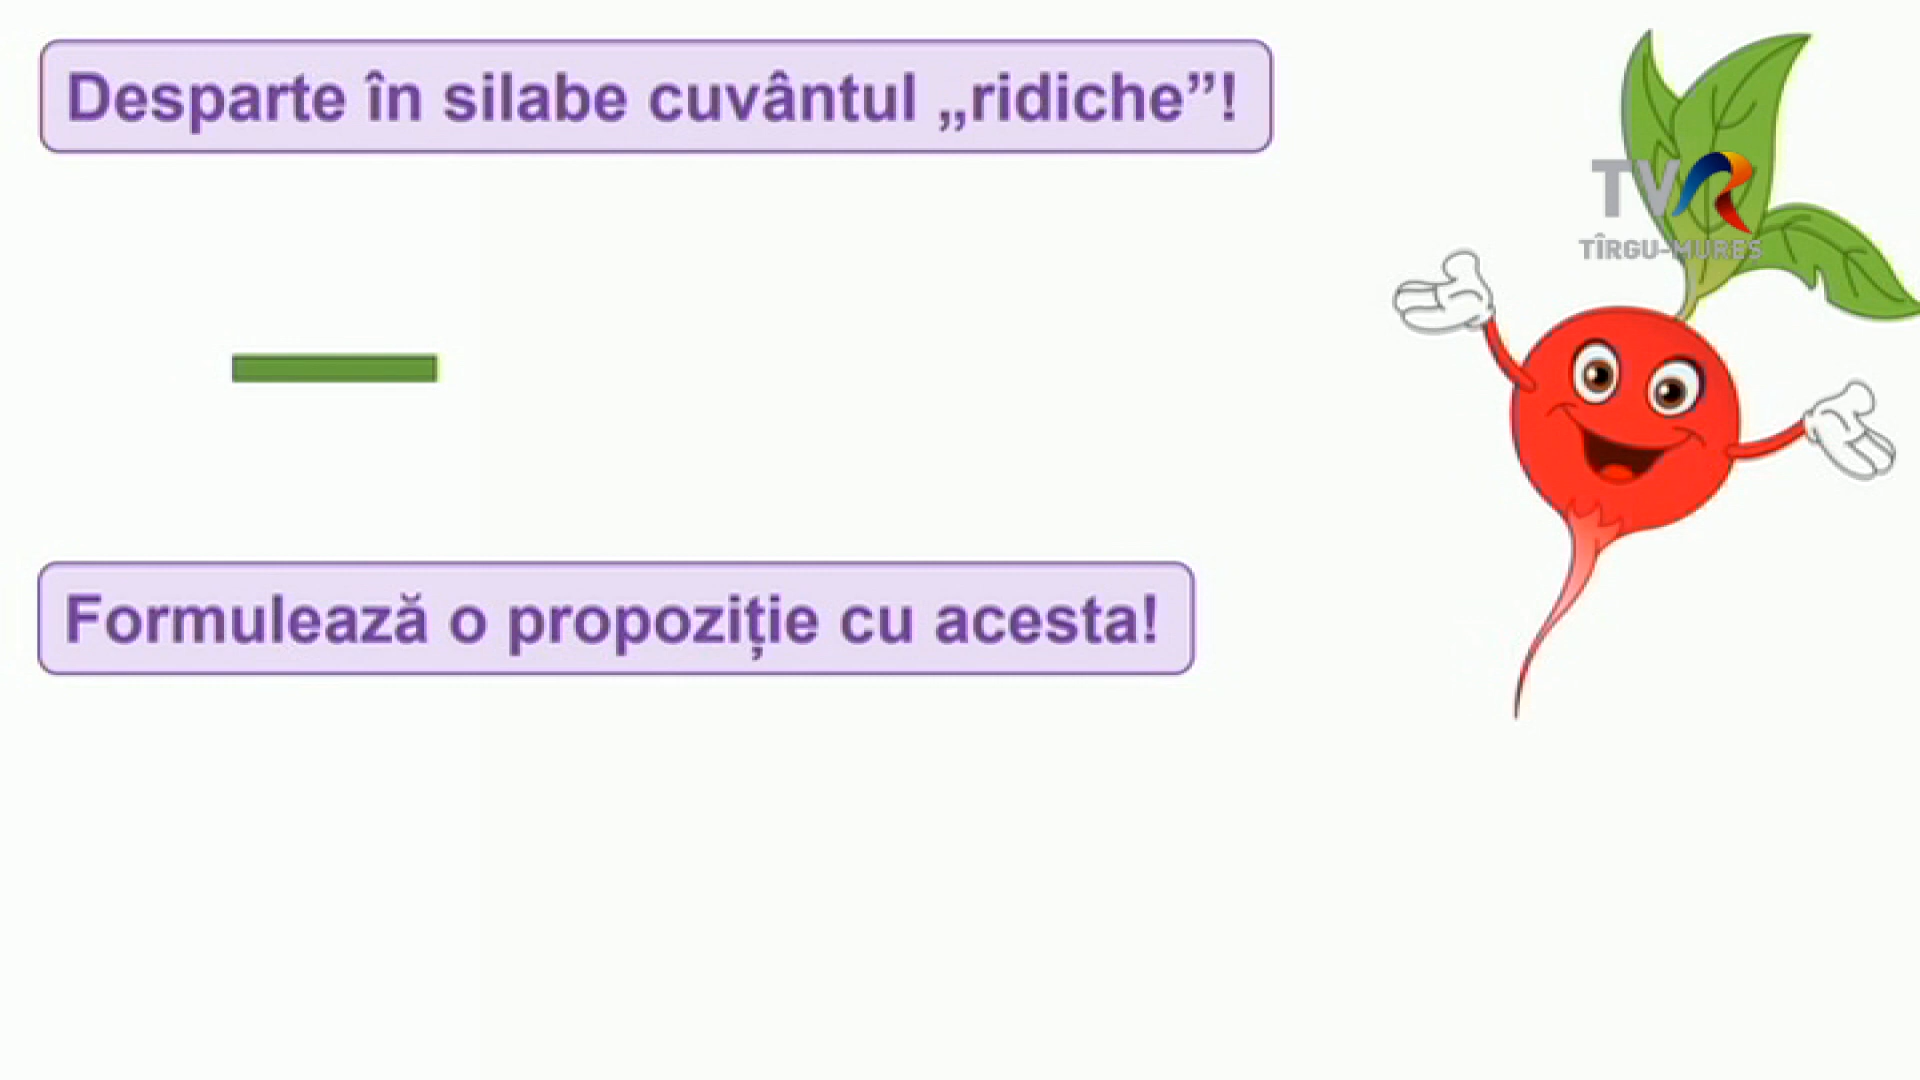 Desparte în silabe cuvântul „ridiche”!
TVR
TÎRGU-MUREȘ
Formulează o propoziție cu acesta!